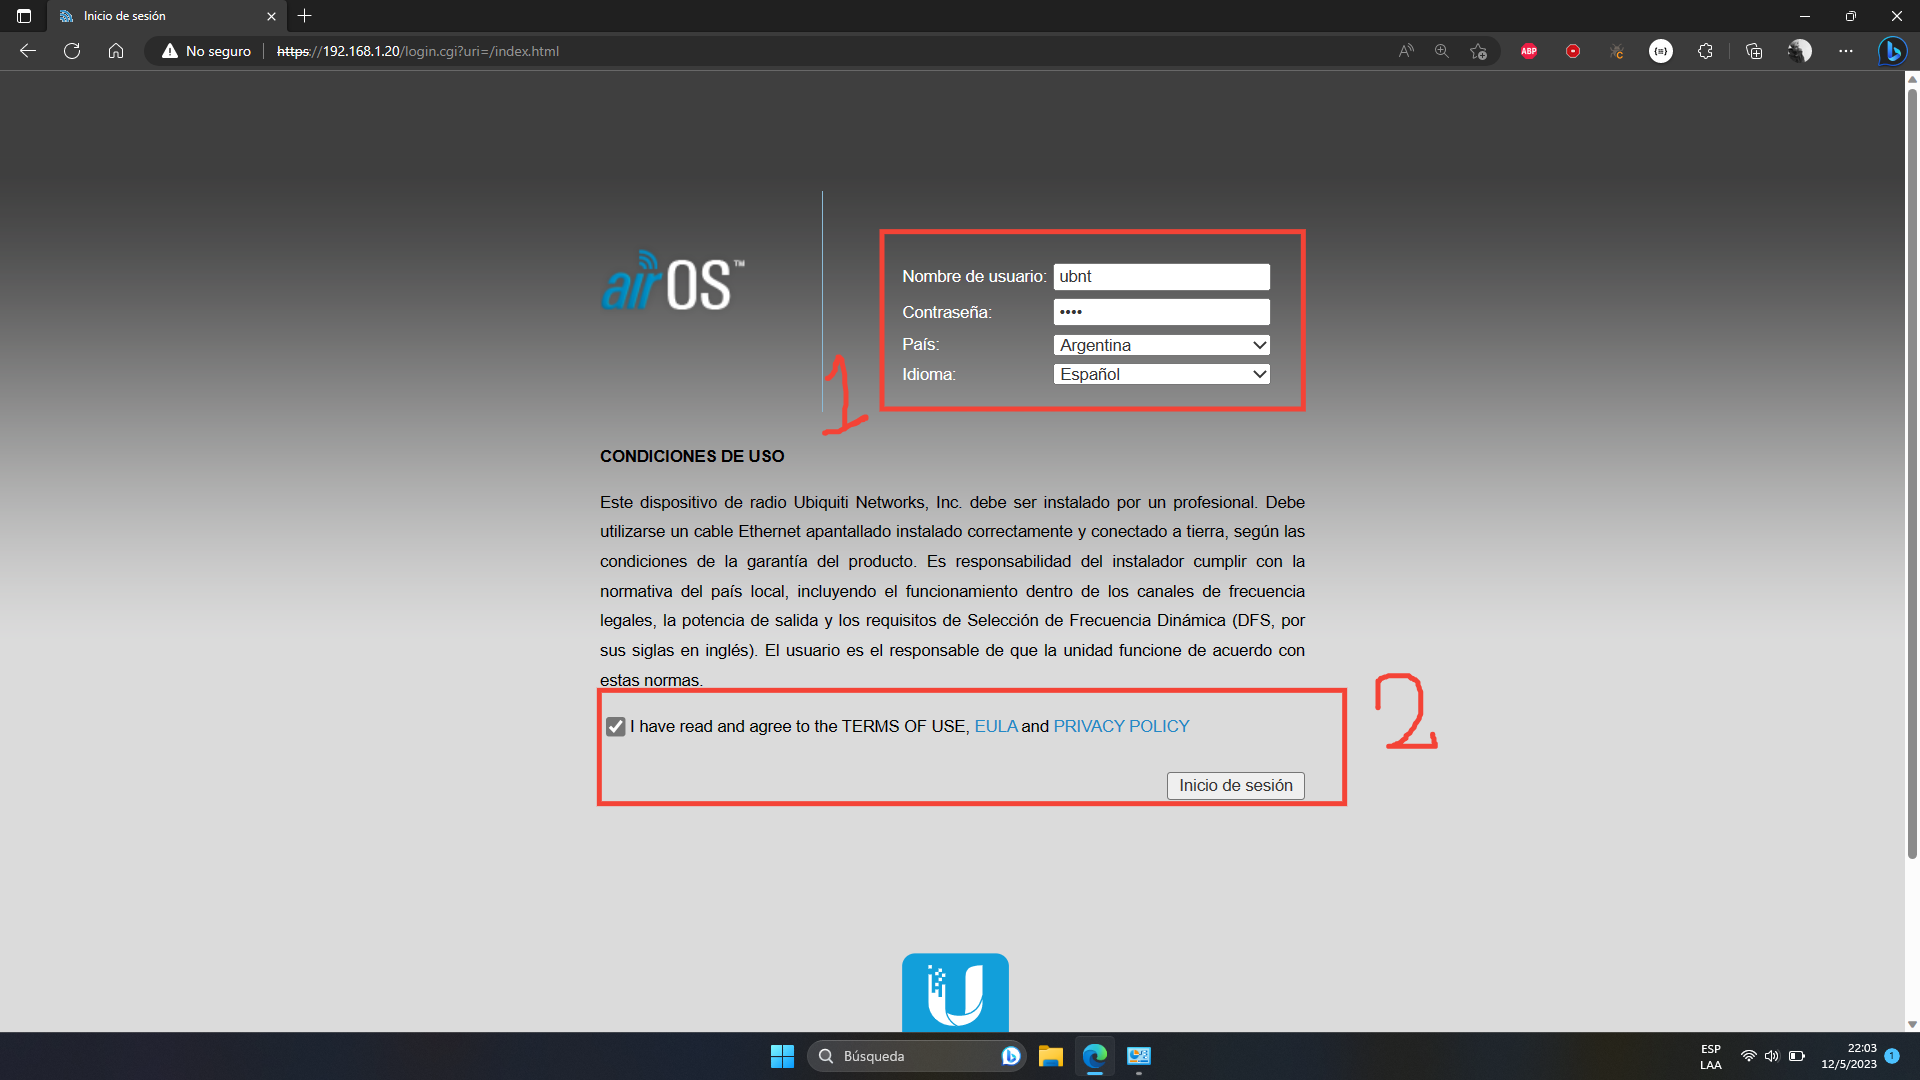 Inicio de sesión
No seguro
https://192.168.1.20/login.cgi?uri=/index.html
ABP
airOS™
Nombre de usuario: ubnt
Contraseña: ••••
País: Argentina
Idioma: Español
1
CONDICIONES DE USO
Este dispositivo de radio Ubiquiti Networks, Inc. debe ser instalado por un profesional. Debe
utilizarse un cable Ethernet apantallado instalado correctamente y conectado a tierra, según las
condiciones de la garantía del producto. Es responsabilidad del instalador cumplir con la
normativa del país local, incluyendo el funcionamiento dentro de los canales de frecuencia
legales, la potencia de salida y los requisitos de Selección de Frecuencia Dinámica (DFS, por
sus siglas en inglés). El usuario es el responsable de que la unidad funcione de acuerdo con
estas normas.
2
I have read and agree to the TERMS OF USE, EULA and PRIVACY POLICY
Inicio de sesión
U
Búsqueda
ESP
LAA
22:03
12/5/2023
1